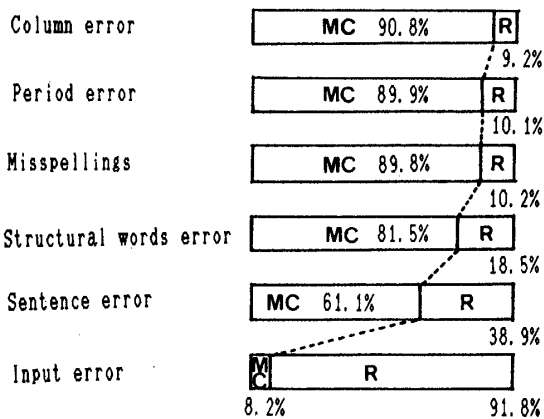 Column error MC 90.8% R
9.2%
Period error MC 89.9% R
10.1%
Misspellings MC 89.8% R
10.2%
Structural words error MC 81.5% R
18.5%
Sentence error MC 61.1% R
38.9%
Input error MC R
8.2% 91.8%